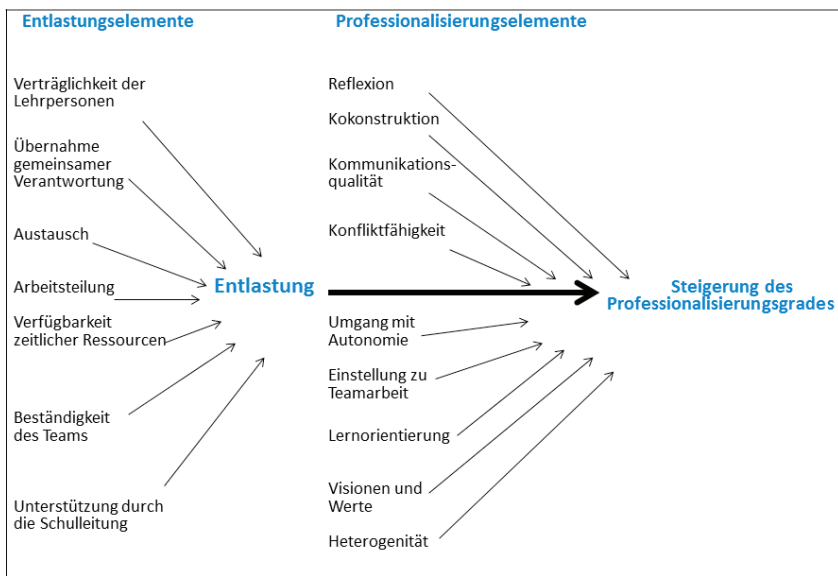 Entlastungselemente
Verträglichkeit der
Lehrpersonen
Übernahme
gemeinsamer
Verantwortung
Austausch
Arbeitsteilung
Verfügbarkeit
zeitlicher Ressourcen
Beständigkeit
des Teams
Unterstützung durch
die Schulleitung
Entlastung
Professionalisierungselemente
Reflexion
Kokonstruktion
Kommunikations-
qualität
Konfliktfähigkeit
Umgang mit
Autonomie
Einstellung zu
Teamarbeit
Lernorientierung
Visionen und
Werte
Heterogenität
Steigerung des
Professionalisierungsgrades